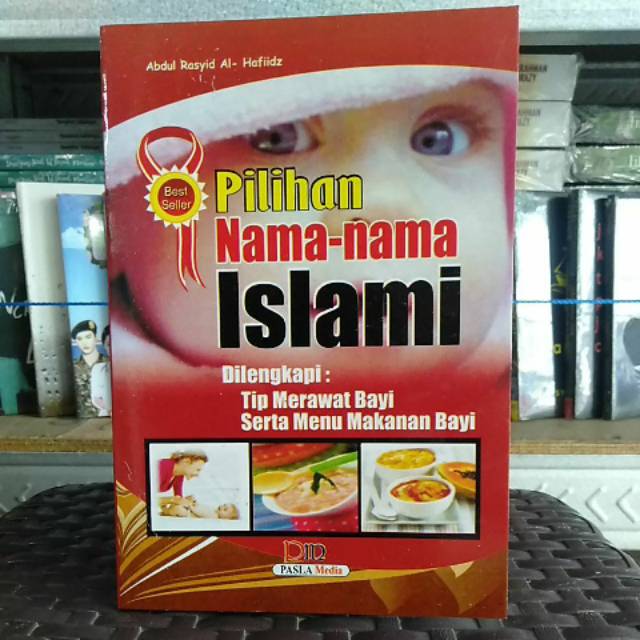 Abdul Rasyid Al- Hafiidz
Best
Seller
Pilihan
Nama-nama
Islami
Dilengkapi :
Tip Merawat Bayi
Serta Menu Makanan Bayi
PM
PASLA Media